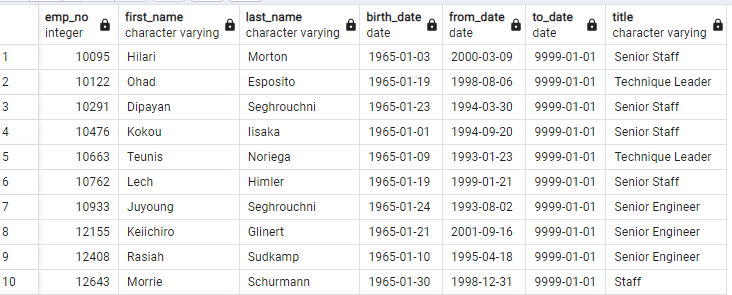 emp_no first_name last_name birth_date from_date to_date title
integer character varying character varying date date date character varying
1 10095 Hilari Morton 1965-01-03 2000-03-09 9999-01-01 Senior Staff
2 10122 Ohad Esposito 1965-01-19 1998-08-06 9999-01-01 Technique Leader
3 10291 Dipayan Seghrouchni 1965-01-23 1994-03-30 9999-01-01 Senior Staff
4 10476 Kokou Iisaka 1965-01-01 1994-09-20 9999-01-01 Senior Staff
5 10663 Teunis Noriega 1965-01-09 1993-01-23 9999-01-01 Technique Leader
6 10762 Lech Himler 1965-01-19 1999-01-21 9999-01-01 Senior Staff
7 10933 Juyoung Seghrouchni 1965-01-24 1993-08-02 9999-01-01 Senior Engineer
8 12155 Keiichiro Glinert 1965-01-21 2001-09-16 9999-01-01 Senior Engineer
9 12408 Rasiah Sudkamp 1965-01-10 1995-04-18 9999-01-01 Senior Engineer
10 12643 Morrie Schurmann 1965-01-30 1998-12-31 9999-01-01 Staff